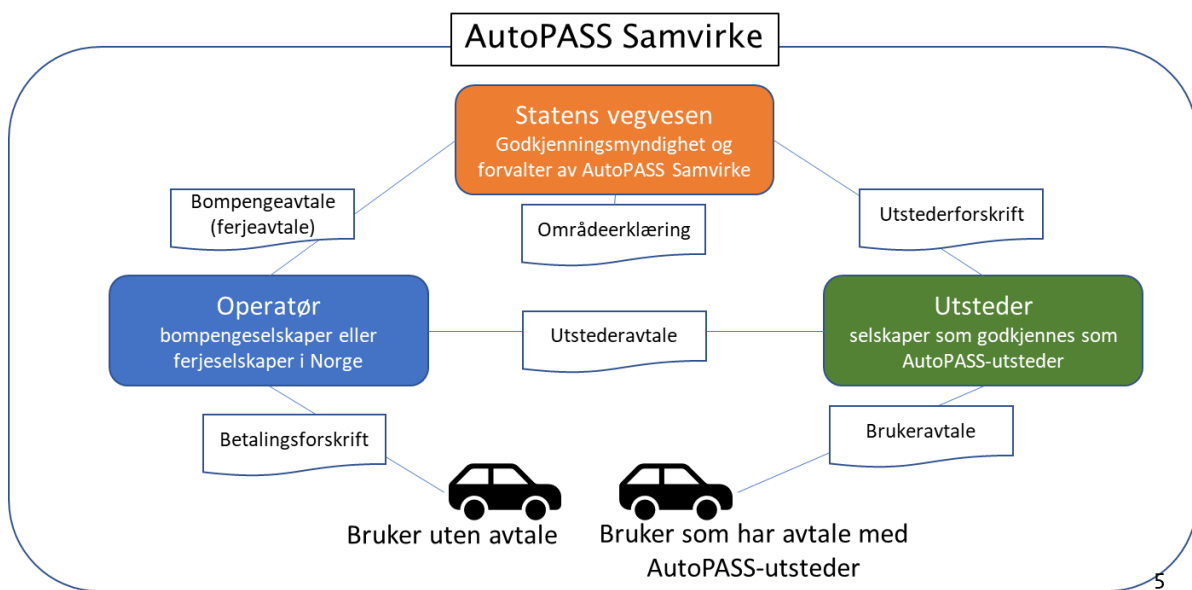 AutoPASS Samvirke
Statens vegvesen
Godkjenningsmyndighet og
forvalter av AutoPASS Samvirke
Bompengeavtale
(ferjeavtale)
Områdeerklæring
Utstederforskrift
Operatør
bompengeselskaper eller
ferjeselskaper i Norge
Utstederavtale
Utsteder
selskaper som godkjennes som
AutoPASS-utsteder
Betalingsforskrift
Brukeravtale
Bruker uten avtale
Bruker som har avtale med
AutoPASS-utsteder
5